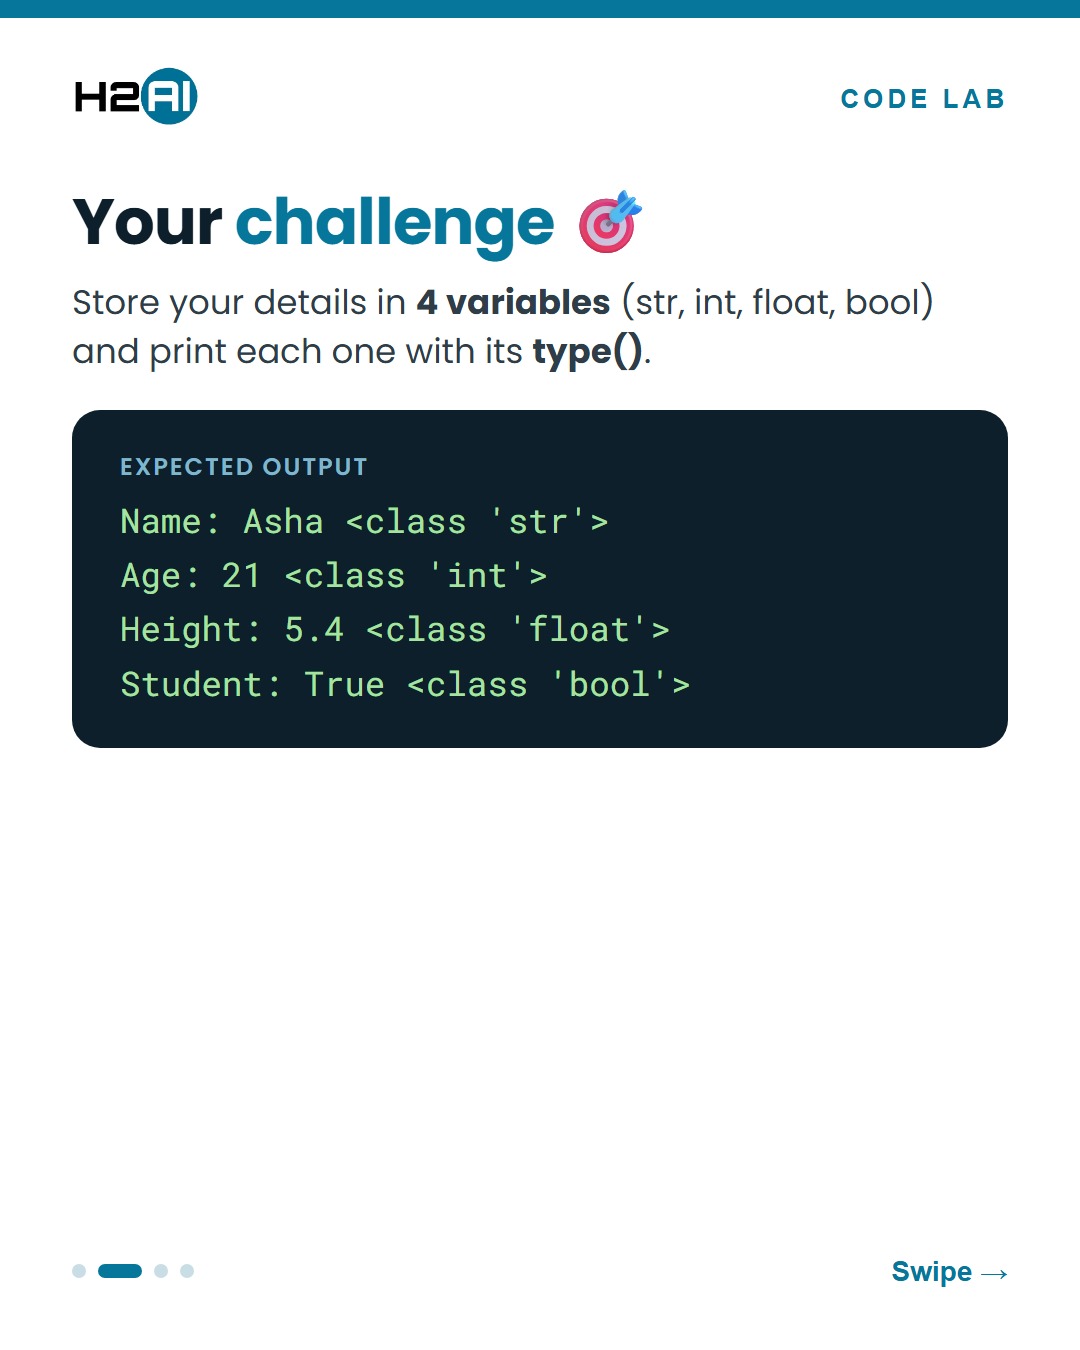 H2AI
CODE LAB
Your challenge
Store your details in 4 variables (str, int, float, bool)
and print each one with its type().
EXPECTED OUTPUT
Name: Asha <class 'str'>
Age: 21 <class 'int'>
Height: 5.4 <class 'float'>
Student: True <class 'bool'>
Swipe →